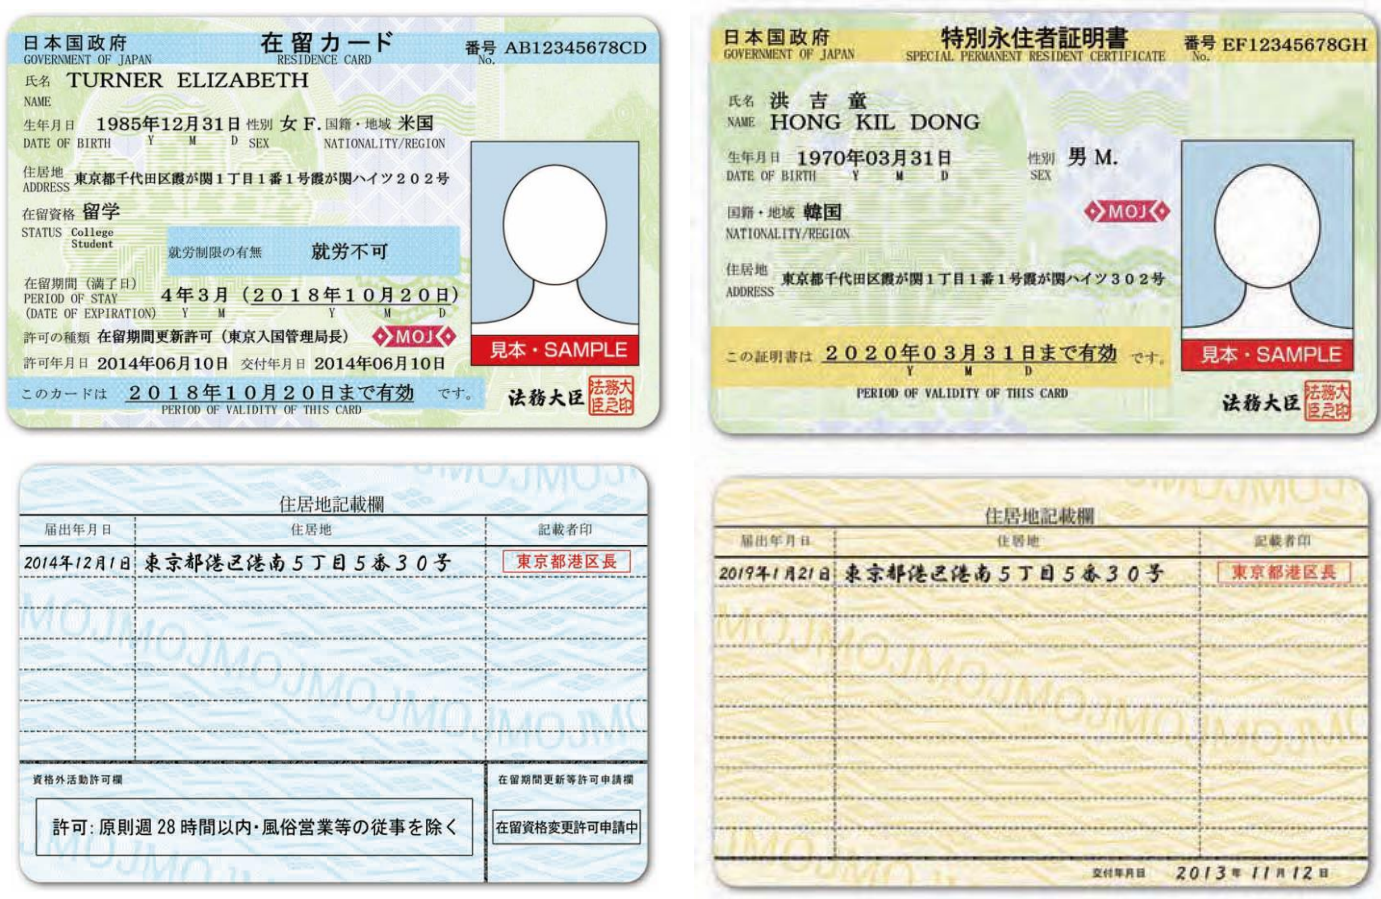 日本国政府 在留カード 番号 AB12345678CD
GOVERNMENT OF JAPAN RESIDENCE CARD No.
氏名 TURNER ELIZABETH
NAME
生年月日 1985年12月31日 性別 女 F. 国籍・地域 米国
DATE OF BIRTH Y M D SEX NATIONALITY/REGION
住居地 東京都千代田区霞が関1丁目1番1号霞が関ハイツ202号
ADDRESS
在留資格 留学
STATUS College
Student
就労制限の有無 就労不可
在留期間(満了日)
PERIOD OF STAY 4年3月(2018年10月20日)
(DATE OF EXPIRATION) Y M Y M D
許可の種類 在留期間更新許可(東京入国管理局長) MOJ
見本・SAMPLE
許可年月日 2014年06月10日 交付年月日 2014年06月10日
このカードは 2018年10月20日まで有効 です。
PERIOD OF VALIDITY OF THIS CARD
法務大臣 法務大臣之印
日本国政府 特別永住者証明書 番号 EF12345678GH
GOVERNMENT OF JAPAN SPECIAL PERMANENT RESIDENT CERTIFICATE No.
氏名 洪 吉 童
NAME HONG KIL DONG
生年月日 1970年03月31日 性別 男 M.
DATE OF BIRTH Y M D SEX
国籍・地域 韓国 MOJ
NATIONALITY/REGION
住居地 東京都千代田区霞が関1丁目1番1号霞が関ハイツ302号
ADDRESS
見本・SAMPLE
この証明書は 2020年03月31日まで有効 です。
Y M D
PERIOD OF VALIDITY OF THIS CARD
法務大臣 法務大臣之印
住居地記載欄
届出年月日 住居地 記載者印
2014年12月1日 東京都港区港南5丁目5番30号 東京都港区長
MOJMOJMOJMOJMOJMOJ
資格外活動許可欄 在留期間更新等許可申請欄
許可:原則週28時間以内・風俗営業等の従事を除く 在留資格変更許可申請中
住居地記載欄
届出年月日 住居地 記載者印
2019年1月21日 東京都港区港南5丁目5番30号 東京都港区長
MOJMOJMOJMOJMOJMOJ
交付年月日 2013年11月12日